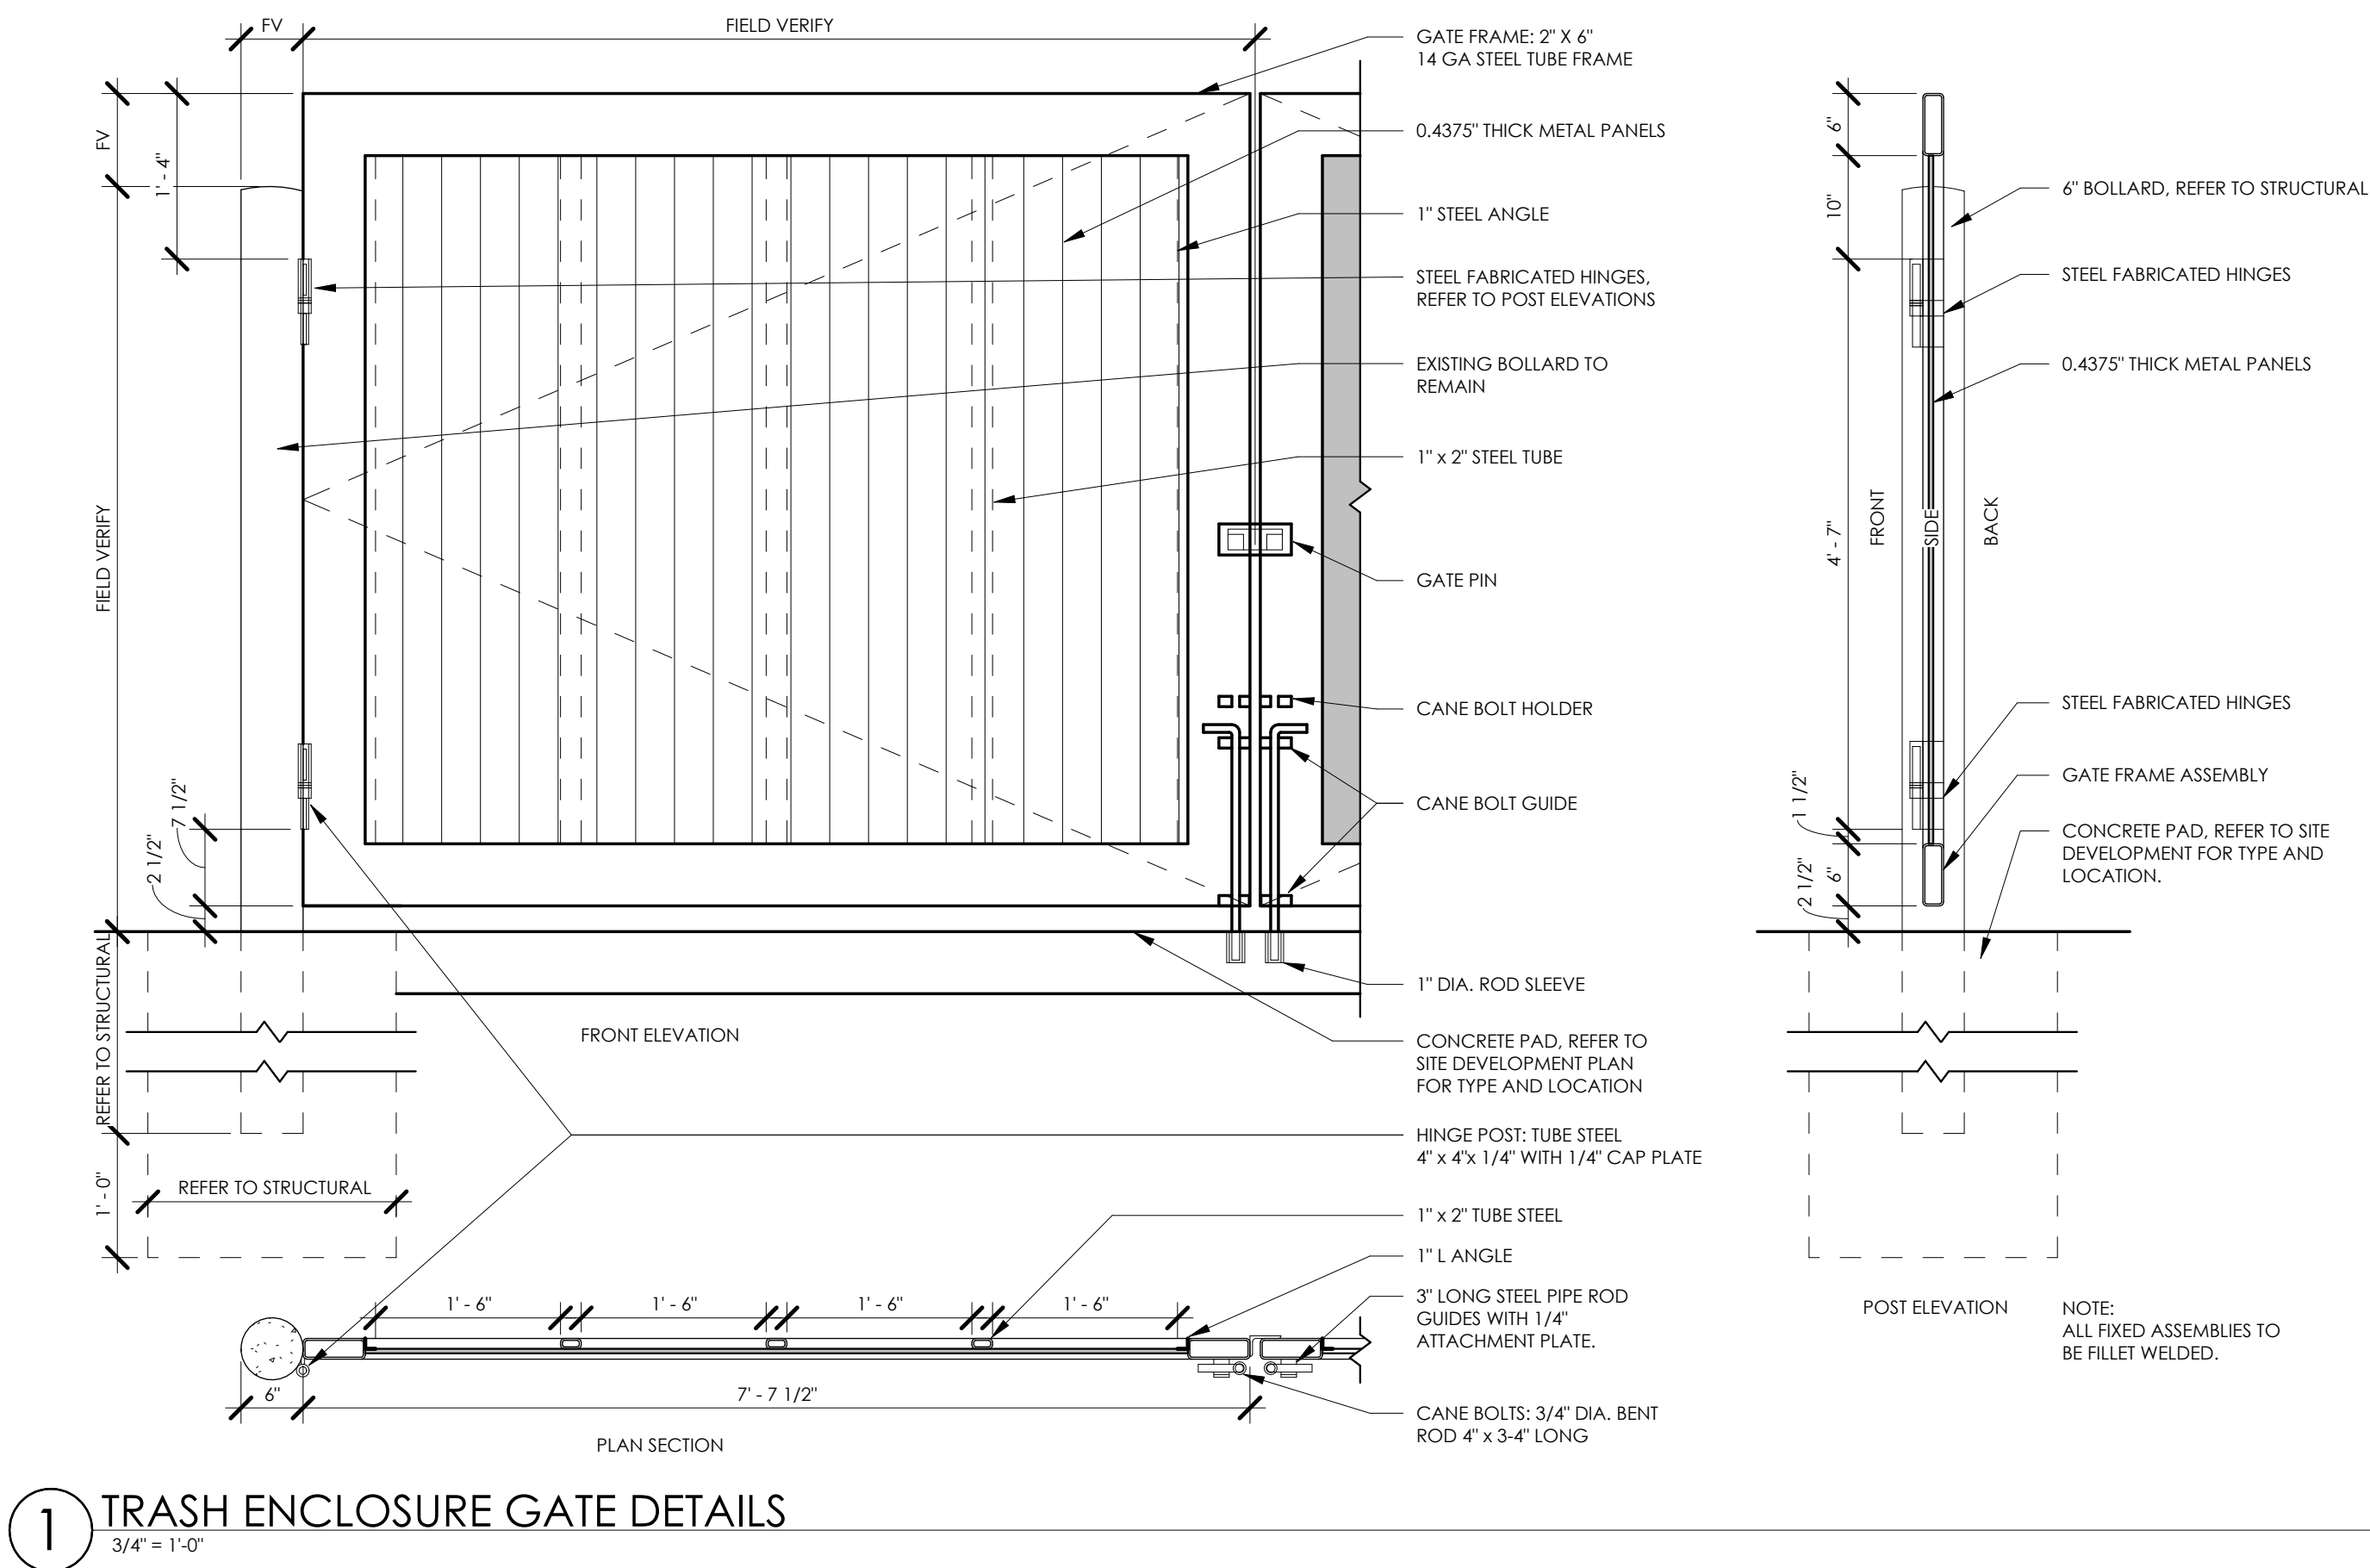 FV
FIELD VERIFY
FV
1' - 4"
FIELD VERIFY
7 1/2"
2 1/2"
REFER TO STRUCTURAL
1' - 0"
REFER TO STRUCTURAL
FRONT ELEVATION
GATE FRAME: 2" X 6"
14 GA STEEL TUBE FRAME
0.4375" THICK METAL PANELS
1" STEEL ANGLE
STEEL FABRICATED HINGES,
REFER TO POST ELEVATIONS
EXISTING BOLLARD TO
REMAIN
1" x 2" STEEL TUBE
GATE PIN
CANE BOLT HOLDER
CANE BOLT GUIDE
1" DIA. ROD SLEEVE
CONCRETE PAD, REFER TO
SITE DEVELOPMENT PLAN
FOR TYPE AND LOCATION
HINGE POST: TUBE STEEL
4" x 4"x 1/4" WITH 1/4" CAP PLATE
1" x 2" TUBE STEEL
1" L ANGLE
3" LONG STEEL PIPE ROD
GUIDES WITH 1/4"
ATTACHMENT PLATE.
CANE BOLTS: 3/4" DIA. BENT
ROD 4" x 3-4" LONG
1' - 6"
1' - 6"
1' - 6"
1' - 6"
6"
7' - 7 1/2"
PLAN SECTION
6"
10"
4' - 7"
1 1/2"
6"
2 1/2"
FRONT
SIDE
BACK
6" BOLLARD, REFER TO STRUCTURAL
STEEL FABRICATED HINGES
0.4375" THICK METAL PANELS
STEEL FABRICATED HINGES
GATE FRAME ASSEMBLY
CONCRETE PAD, REFER TO SITE
DEVELOPMENT FOR TYPE AND
LOCATION.
POST ELEVATION
NOTE:
ALL FIXED ASSEMBLIES TO
BE FILLET WELDED.
1
TRASH ENCLOSURE GATE DETAILS
3/4" = 1'-0"